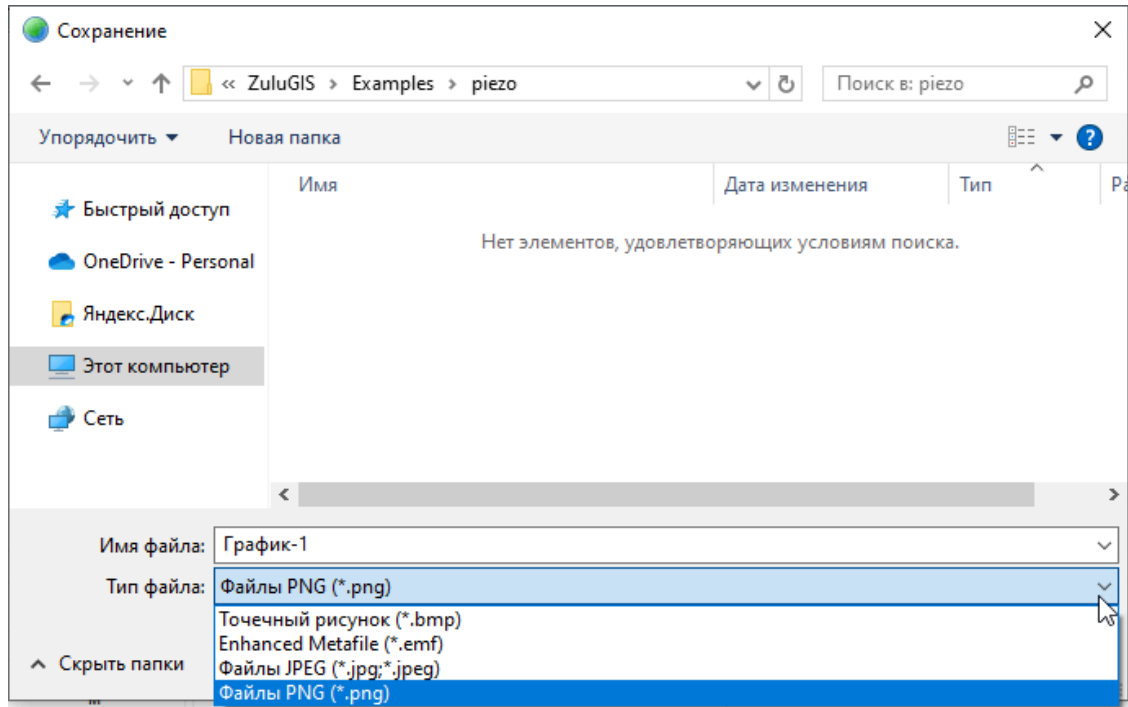 Сохранение
« ZuluGIS › Examples › piezo
Поиск в: piezo
Упорядочить
Новая папка
Имя
Дата изменения
Тип
Быстрый доступ
Нет элементов, удовлетворяющих условиям поиска.
OneDrive - Personal
Яндекс.Диск
Этот компьютер
Сеть
Имя файла: График-1
Тип файла: Файлы PNG (*.png)
Точечный рисунок (*.bmp)
Enhanced Metafile (*.emf)
Скрыть папки
Файлы JPEG (*.jpg;*.jpeg)
Файлы PNG (*.png)